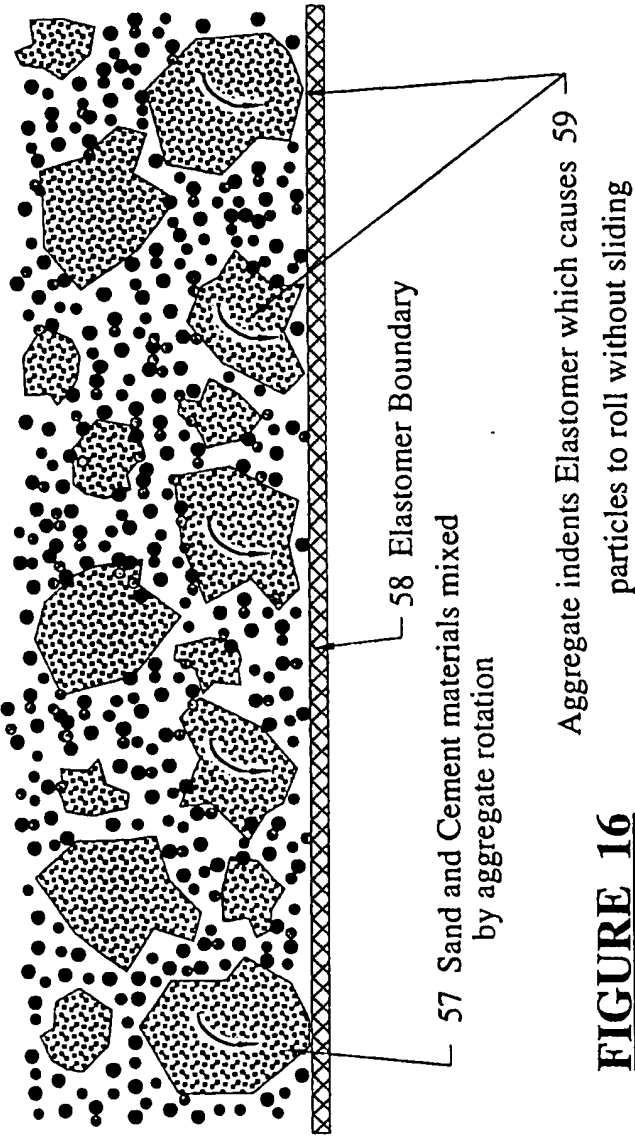 58 Elastomer Boundary
57 Sand and Cement materials mixed
by aggregate rotation
Aggregate indents Elastomer which causes 59
particles to roll without sliding
FIGURE 16